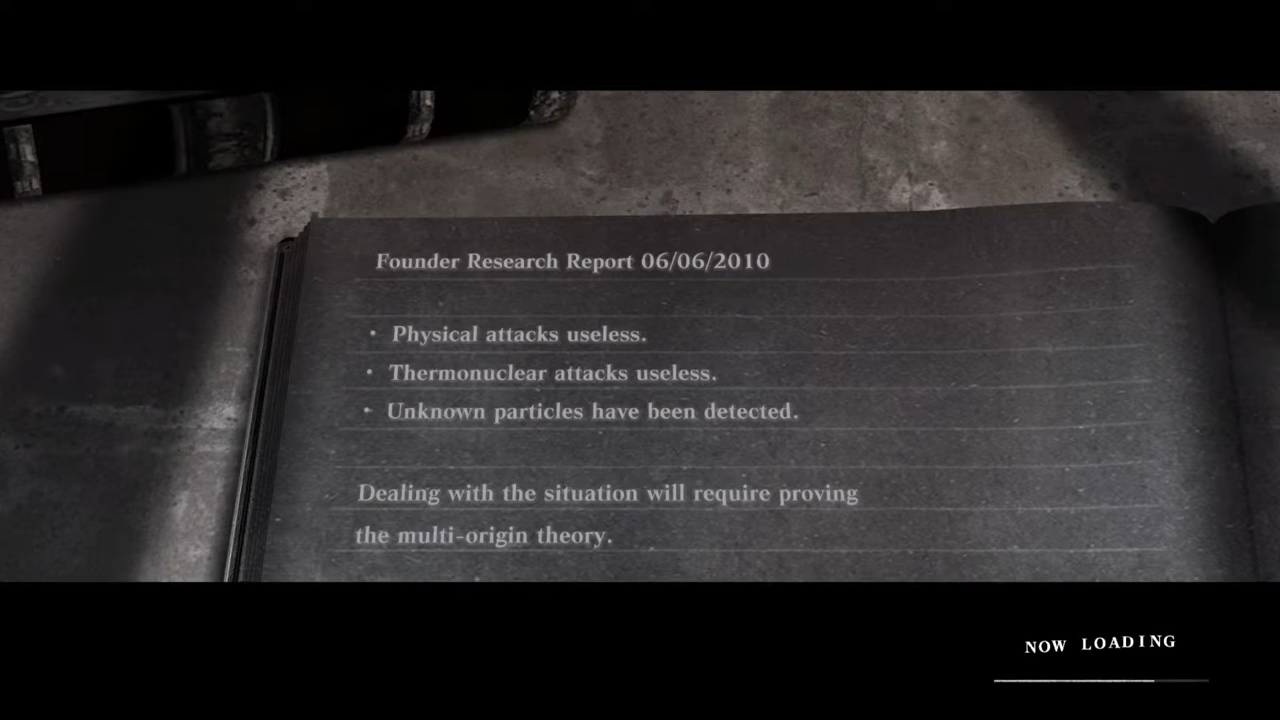 Founder Research Report 06/06/2010
・ Physical attacks useless.
・ Thermonuclear attacks useless.
・ Unknown particles have been detected.
Dealing with the situation will require proving
the multi-origin theory.
NOW LOADING